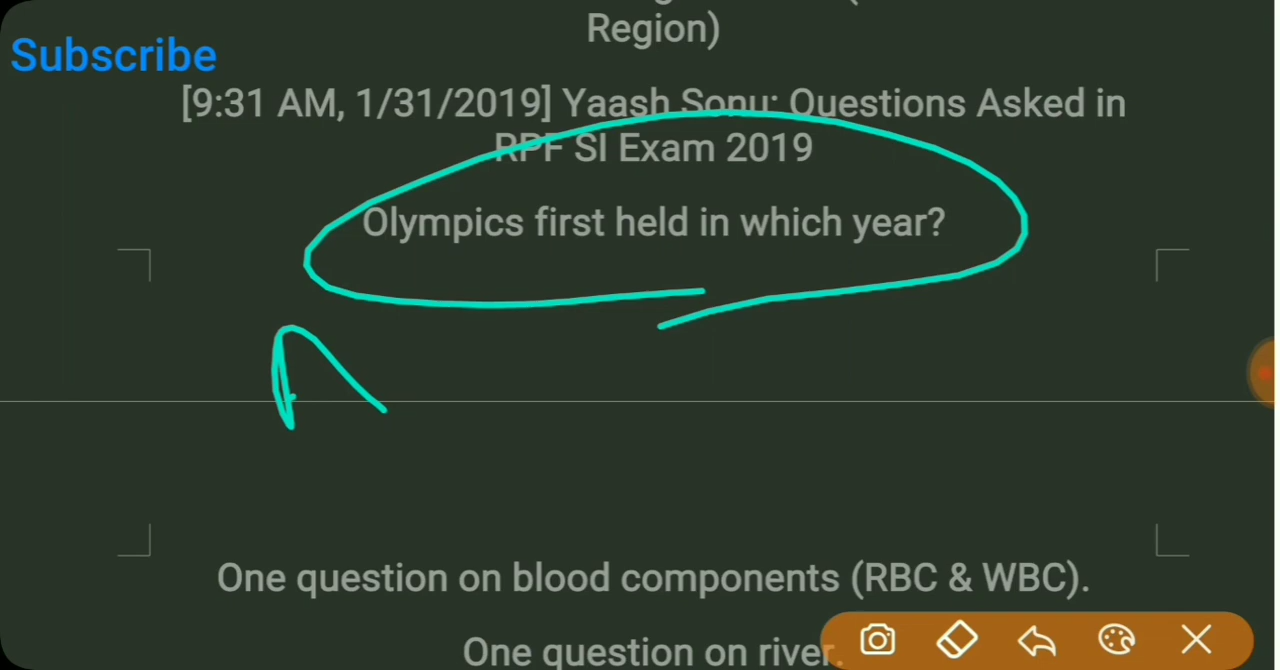 Region)
Subscribe
[9:31 AM, 1/31/2019] Yaash Sonu: Questions Asked in
RPF SI Exam 2019
Olympics first held in which year?
One question on blood components (RBC & WBC).
One question on river.